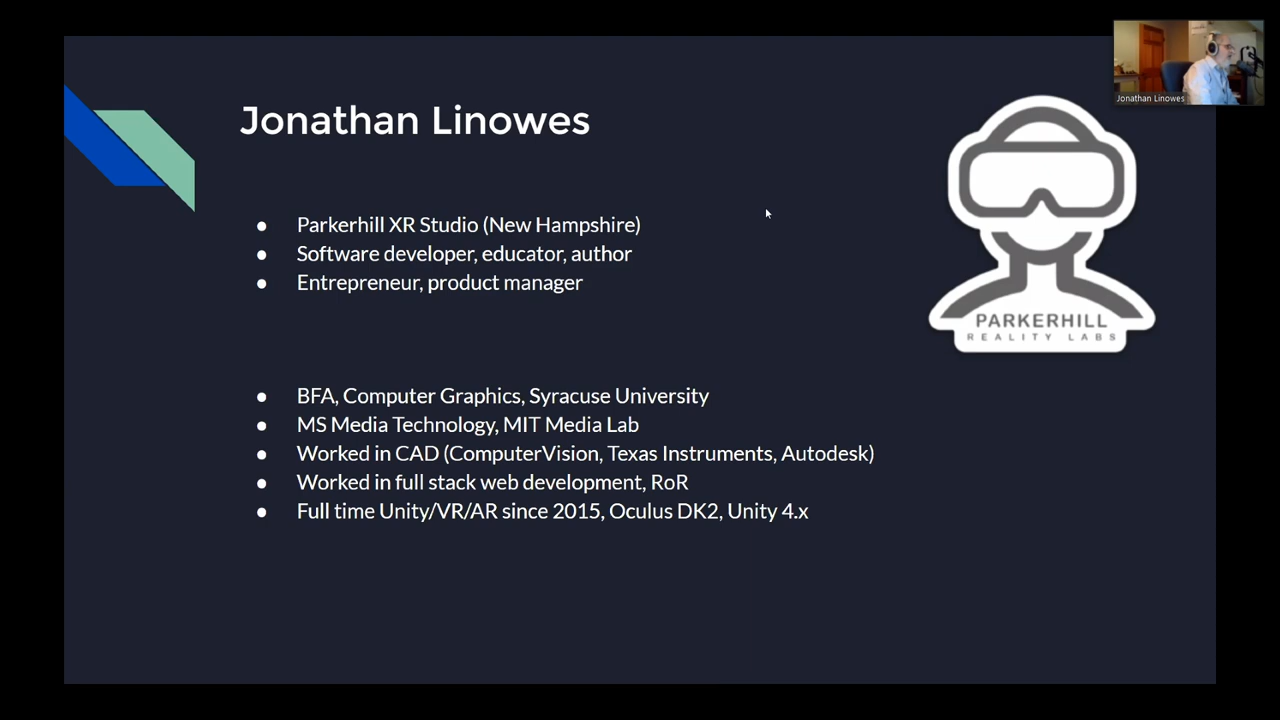 Jonathan Linowes
Jonathan Linowes
● Parkerhill XR Studio (New Hampshire)
● Software developer, educator, author
● Entrepreneur, product manager
PARKERHILL
REALITY LABS
● BFA, Computer Graphics, Syracuse University
● MS Media Technology, MIT Media Lab
● Worked in CAD (ComputerVision, Texas Instruments, Autodesk)
● Worked in full stack web development, RoR
● Full time Unity/VR/AR since 2015, Oculus DK2, Unity 4.x